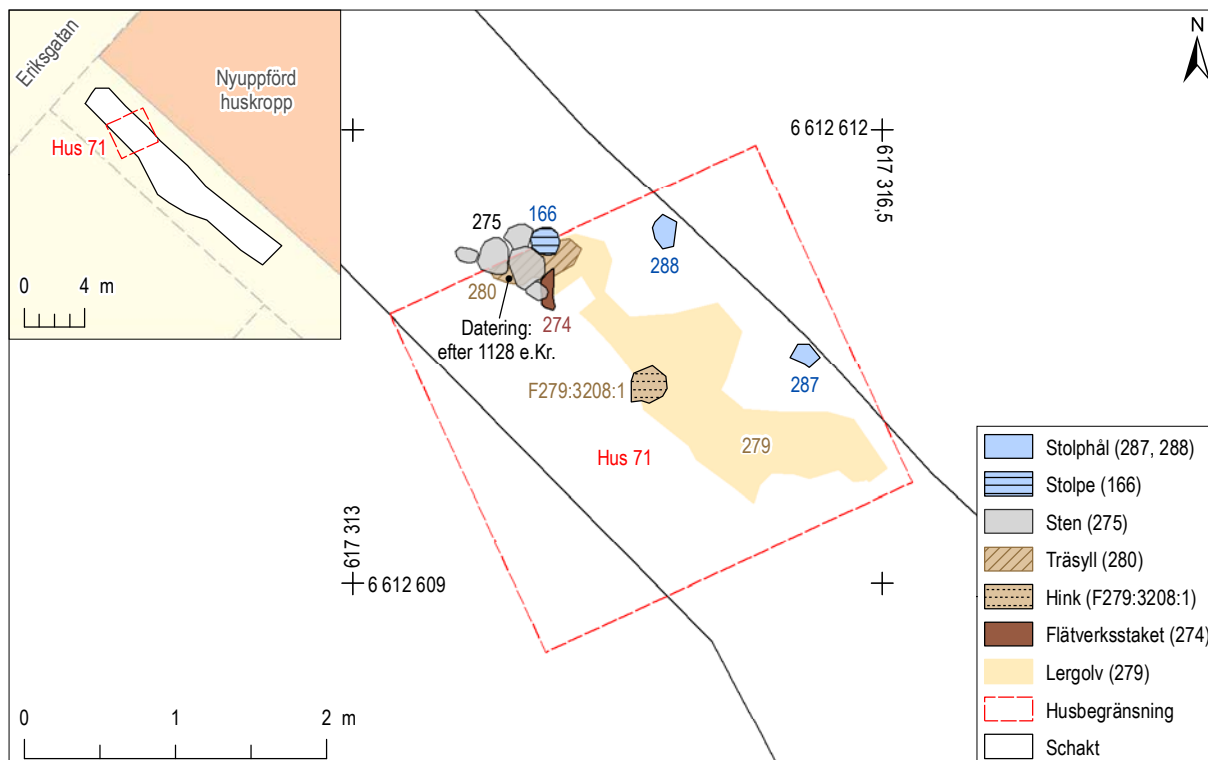 Eriksgatan
Nyuppförd
huskropp
Hus 71
0 4 m
N
6 612 612
617 316,5
275
166
288
280
274
Datering:
efter 1128 e.Kr.
287
F279:3208:1
279
Hus 71
617 313
6 612 609
0 1 2 m
Stolphål (287, 288)
Stolpe (166)
Sten (275)
Träsyll (280)
Hink (F279:3208:1)
Flätverksstaket (274)
Lergolv (279)
Husbegränsning
Schakt